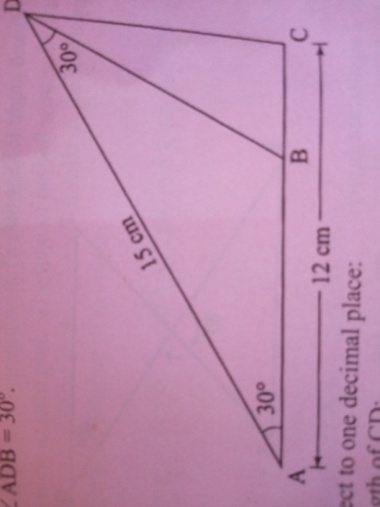 ∠ADB = 30°.
D
30°
15 cm
C
B
30°
A
12 cm
ect to one decimal place:
gth of CD;